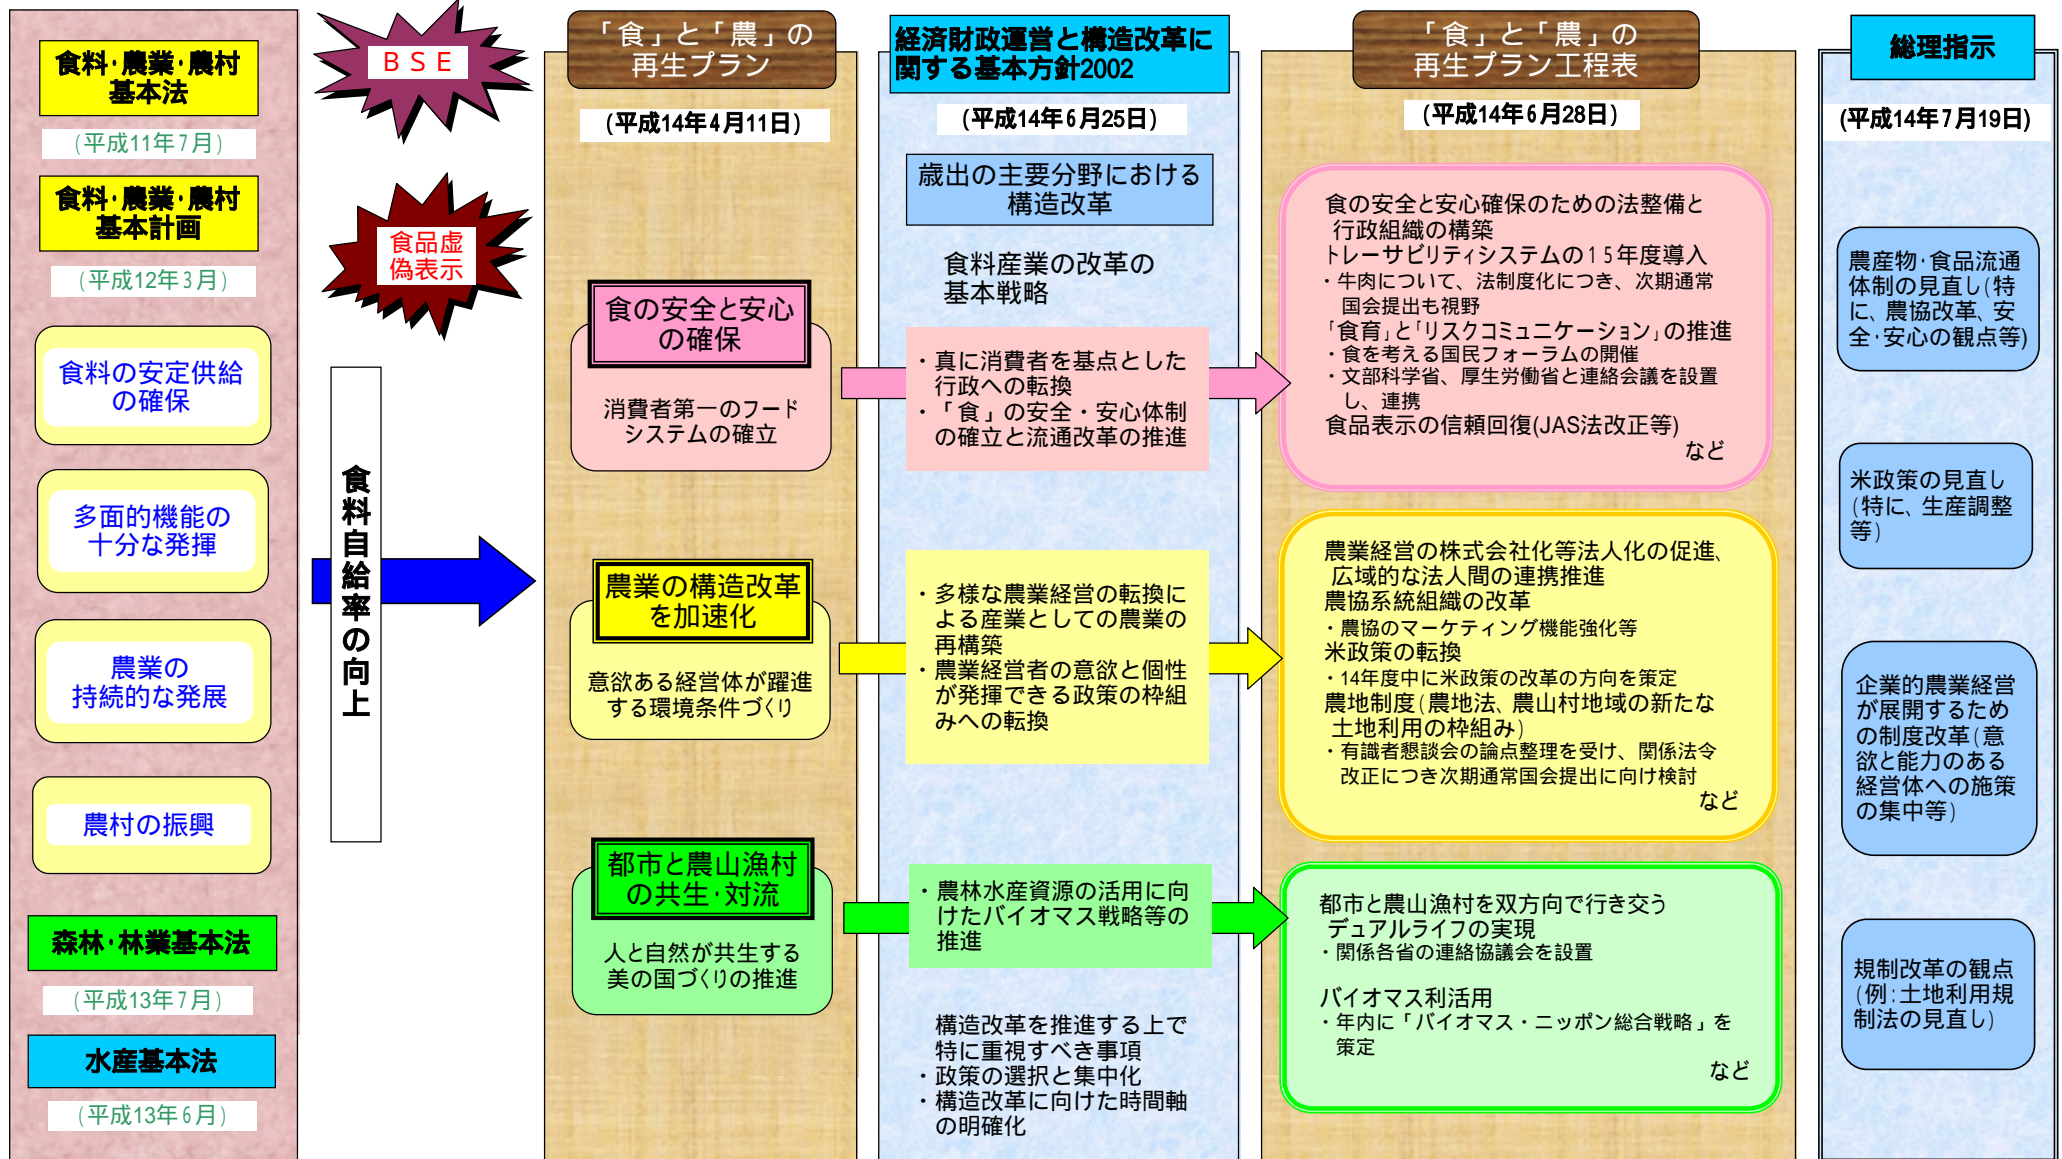 食料・農業・農村
基本法
(平成11年7月)
食料・農業・農村
基本計画
(平成12年3月)
食料の安定供給
の確保
多面的機能の
十分な発揮
農業の
持続的な発展
農村の振興
森林・林業基本法
(平成13年7月)
水産基本法
(平成13年6月)
BSE
食品虚
偽表示
食料自給率の向上
「食」と「農」の
再生プラン
(平成14年4月11日)
食の安全と安心
の確保
消費者第一のフード
システムの確立
農業の構造改革
を加速化
意欲ある経営体が躍進
する環境条件づくり
都市と農山漁村
の共生・対流
人と自然が共生する
美の国づくりの推進
経済財政運営と構造改革に
関する基本方針2002
(平成14年6月25日)
歳出の主要分野における
構造改革
食料産業の改革の
基本戦略
・真に消費者を基点とした
行政への転換
・「食」の安全・安心体制
の確立と流通改革の推進
・多様な農業経営の転換に
よる産業としての農業の
再構築
・農業経営者の意欲と個性
が発揮できる政策の枠組
みへの転換
・農林水産資源の活用に向
けたバイオマス戦略等の
推進
構造改革を推進する上で
特に重視すべき事項
・政策の選択と集中化
・構造改革に向けた時間軸
の明確化
「食」と「農」の
再生プラン工程表
(平成14年6月28日)
食の安全と安心確保のための法整備と
行政組織の構築
トレーサビリティシステムの15年度導入
・牛肉について、法制度化につき、次期通常
国会提出も視野
「食育」と「リスクコミュニケーション」の推進
・食を考える国民フォーラムの開催
・文部科学省、厚生労働省と連絡会議を設置
し、連携
食品表示の信頼回復(JAS法改正等)
など
農業経営の株式会社化等法人化の促進、
広域的な法人間の連携推進
農協系統組織の改革
・農協のマーケティング機能強化等
米政策の転換
・14年度中に米政策の改革の方向を策定
農地制度(農地法、農山村地域の新たな
土地利用の枠組み)
・有識者懇談会の論点整理を受け、関係法令
改正につき次期通常国会提出に向け検討
など
都市と農山漁村を双方向で行き交う
デュアルライフの実現
・関係各省の連絡協議会を設置
バイオマス利活用
・年内に「バイオマス・ニッポン総合戦略」を
策定
など
総理指示
(平成14年7月19日)
農産物・食品流通
体制の見直し(特
に、農協改革、安
全・安心の観点等)
米政策の見直し
(特に、生産調整
等)
企業的農業経営
が展開するため
の制度改革(意
欲と能力のある
経営体への施策
の集中等)
規制改革の観点
(例:土地利用規
制法の見直し)